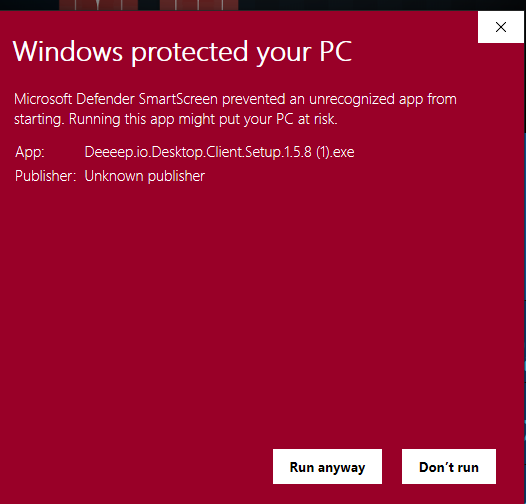 Windows protected your PC
Microsoft Defender SmartScreen prevented an unrecognized app from
starting. Running this app might put your PC at risk.
App: Deeeep.io.Desktop.Client.Setup.1.5.8 (1).exe
Publisher: Unknown publisher
Run anyway Don't run